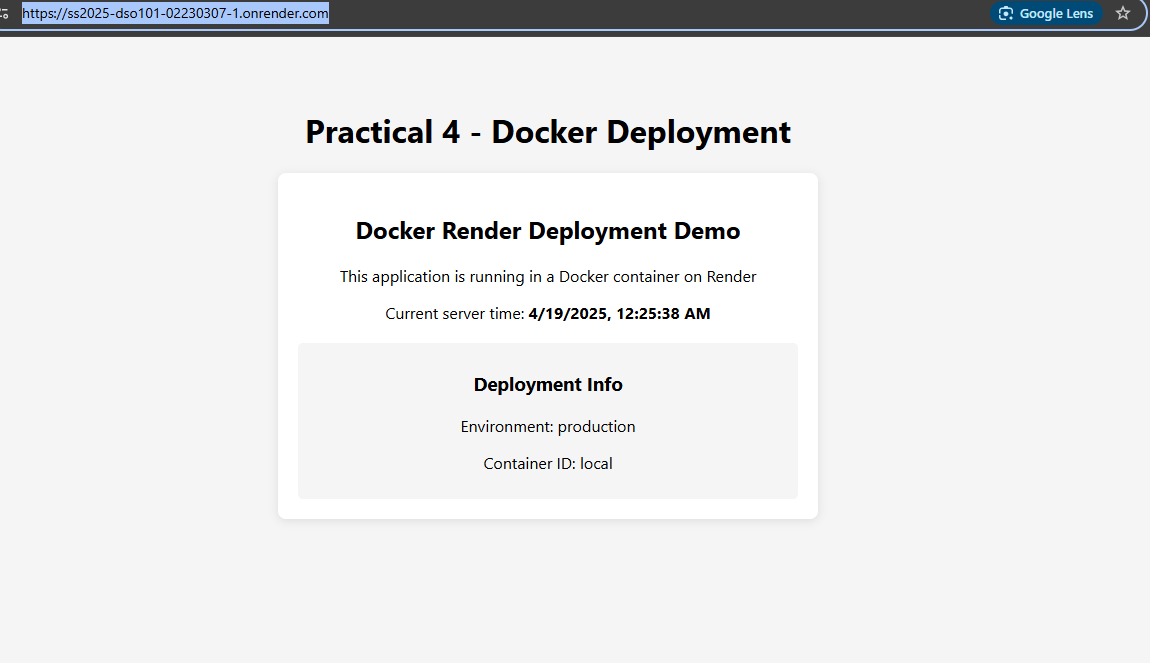 https://ss2025-dso101-02230307-1.onrender.com
Google Lens
Practical 4 - Docker Deployment
Docker Render Deployment Demo
This application is running in a Docker container on Render
Current server time: 4/19/2025, 12:25:38 AM
Deployment Info
Environment: production
Container ID: local